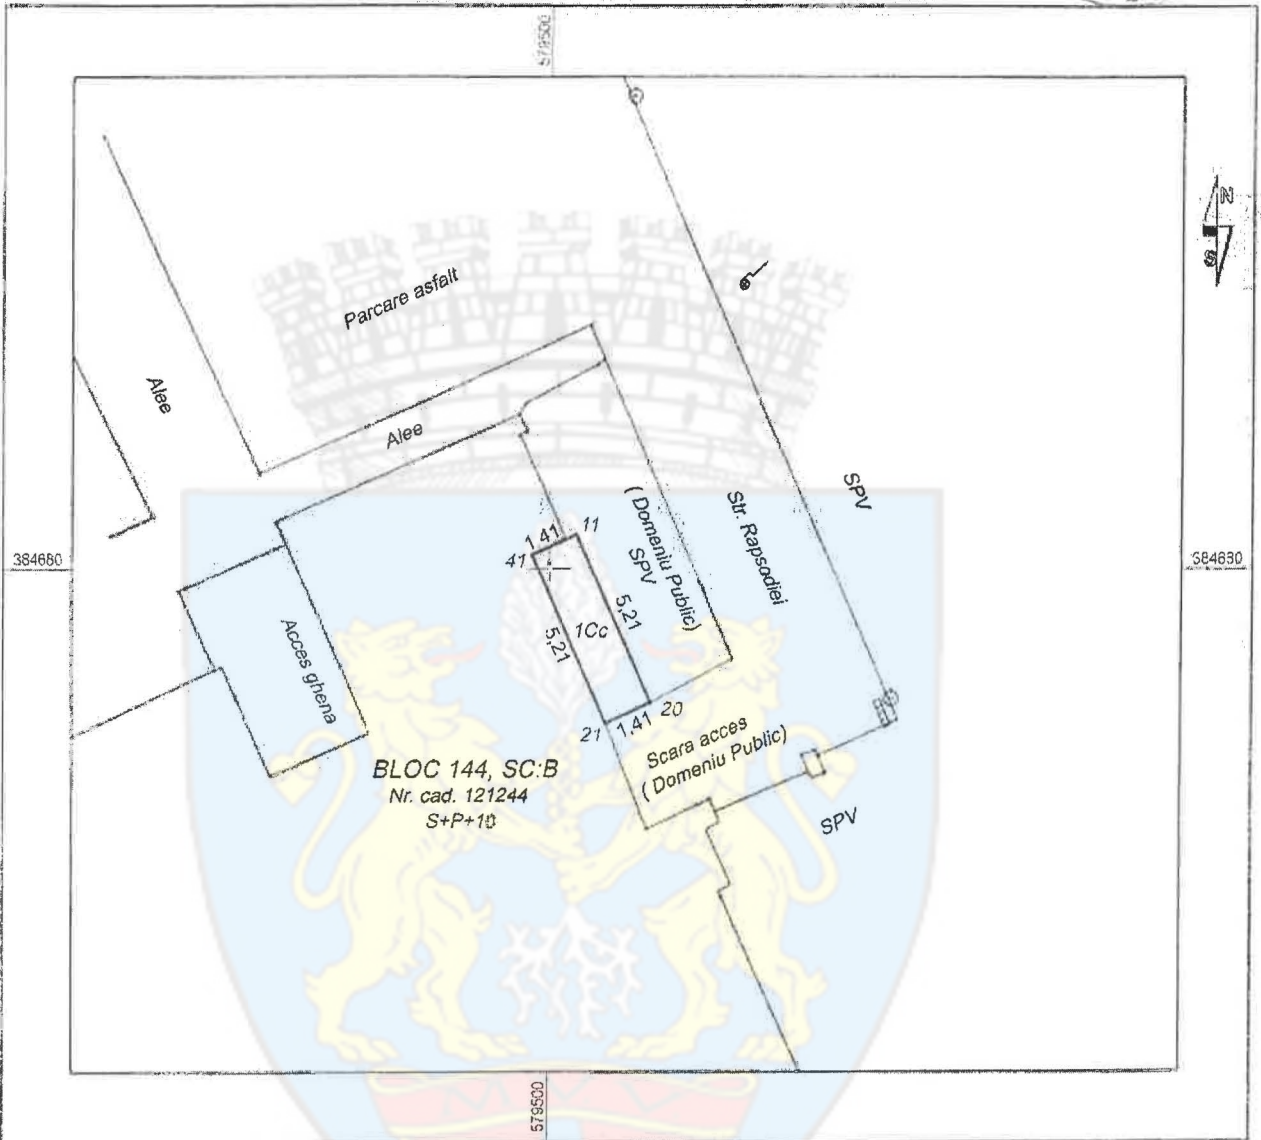 579500
N
S
Parcare asfalt
Alee
Alee
SPV
( Domeniu Public)
SPV
Str. Rapsodiei
1,41
11
41
384680
384680
5,21
5,21
1Cc
Acces ghena
20
21
1,41
Scara acces
( Domeniu Public)
BLOC 144, SC:B
Nr. cad. 121244
S+P+10
SPV
579500